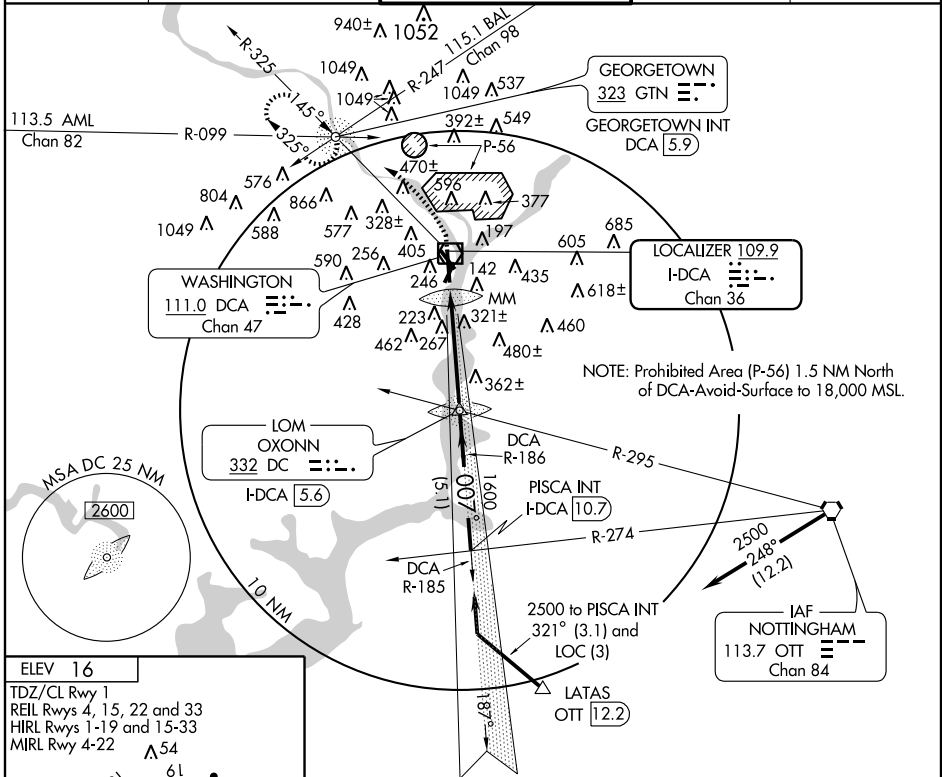 940±
1052
115.1 BAL
Chan 98
R-247
R-325
1049
1049
1049
537
GEORGETOWN
323 GTN
GEORGETOWN INT
DCA 5.9
113.5 AML
Chan 82
R-099
145°
325°
392±
549
P-56
470±
576
596
377
804
866
1049
588
577
328±
405
197
605
685
590
256
246
142
435
618±
LOCALIZER 109.9
I-DCA
Chan 36
WASHINGTON
111.0 DCA
Chan 47
MM
428
223
321±
460
462
267
480±
362±
NOTE: Prohibited Area (P-56) 1.5 NM North
of DCA-Avoid-Surface to 18,000 MSL.
LOM
OXONN
332 DC
I-DCA 5.6
DCA
R-186
R-295
MSA DC 25 NM
2600
007°
(5.1)
1600
PISCA INT
I-DCA 10.7
R-274
2500
248°
(12.2)
DCA
R-185
10 NM
2500 to PISCA INT
321° (3.1) and
LOC (3)
IAF
NOTTINGHAM
113.7 OTT
Chan 84
LATAS
OTT 12.2
187°
ELEV 16
TDZ/CL Rwy 1
REIL Rwys 4, 15, 22 and 33
HIRL Rwys 1-19 and 15-33
MIRL Rwy 4-22
54
61